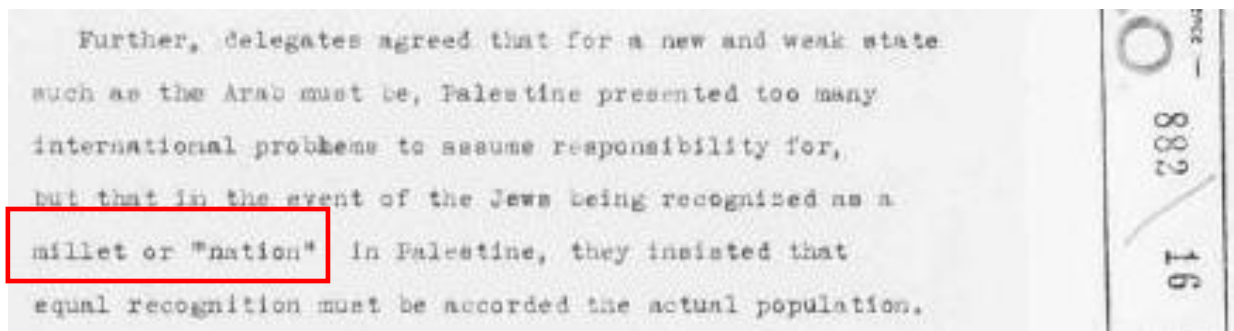 Further, delegates agreed that for a new and weak state
such as the Arab must be, Palestine presented too many
international probhems to assume responsibility for,
but that in the event of the Jews being recognized as a
millet or "nation" in Palestine, they insisted that
equal recognition must be accorded the actual population.
ence —
O
882 / 16